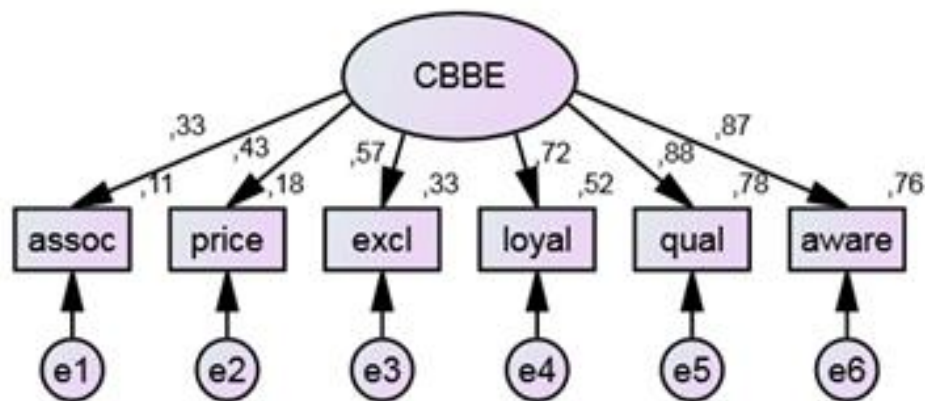 CBBE
,33 ,43 ,57 ,72 ,88 ,87
,11 ,18 ,33 ,52 ,78 ,76
assoc price excl loyal qual aware
e1 e2 e3 e4 e5 e6